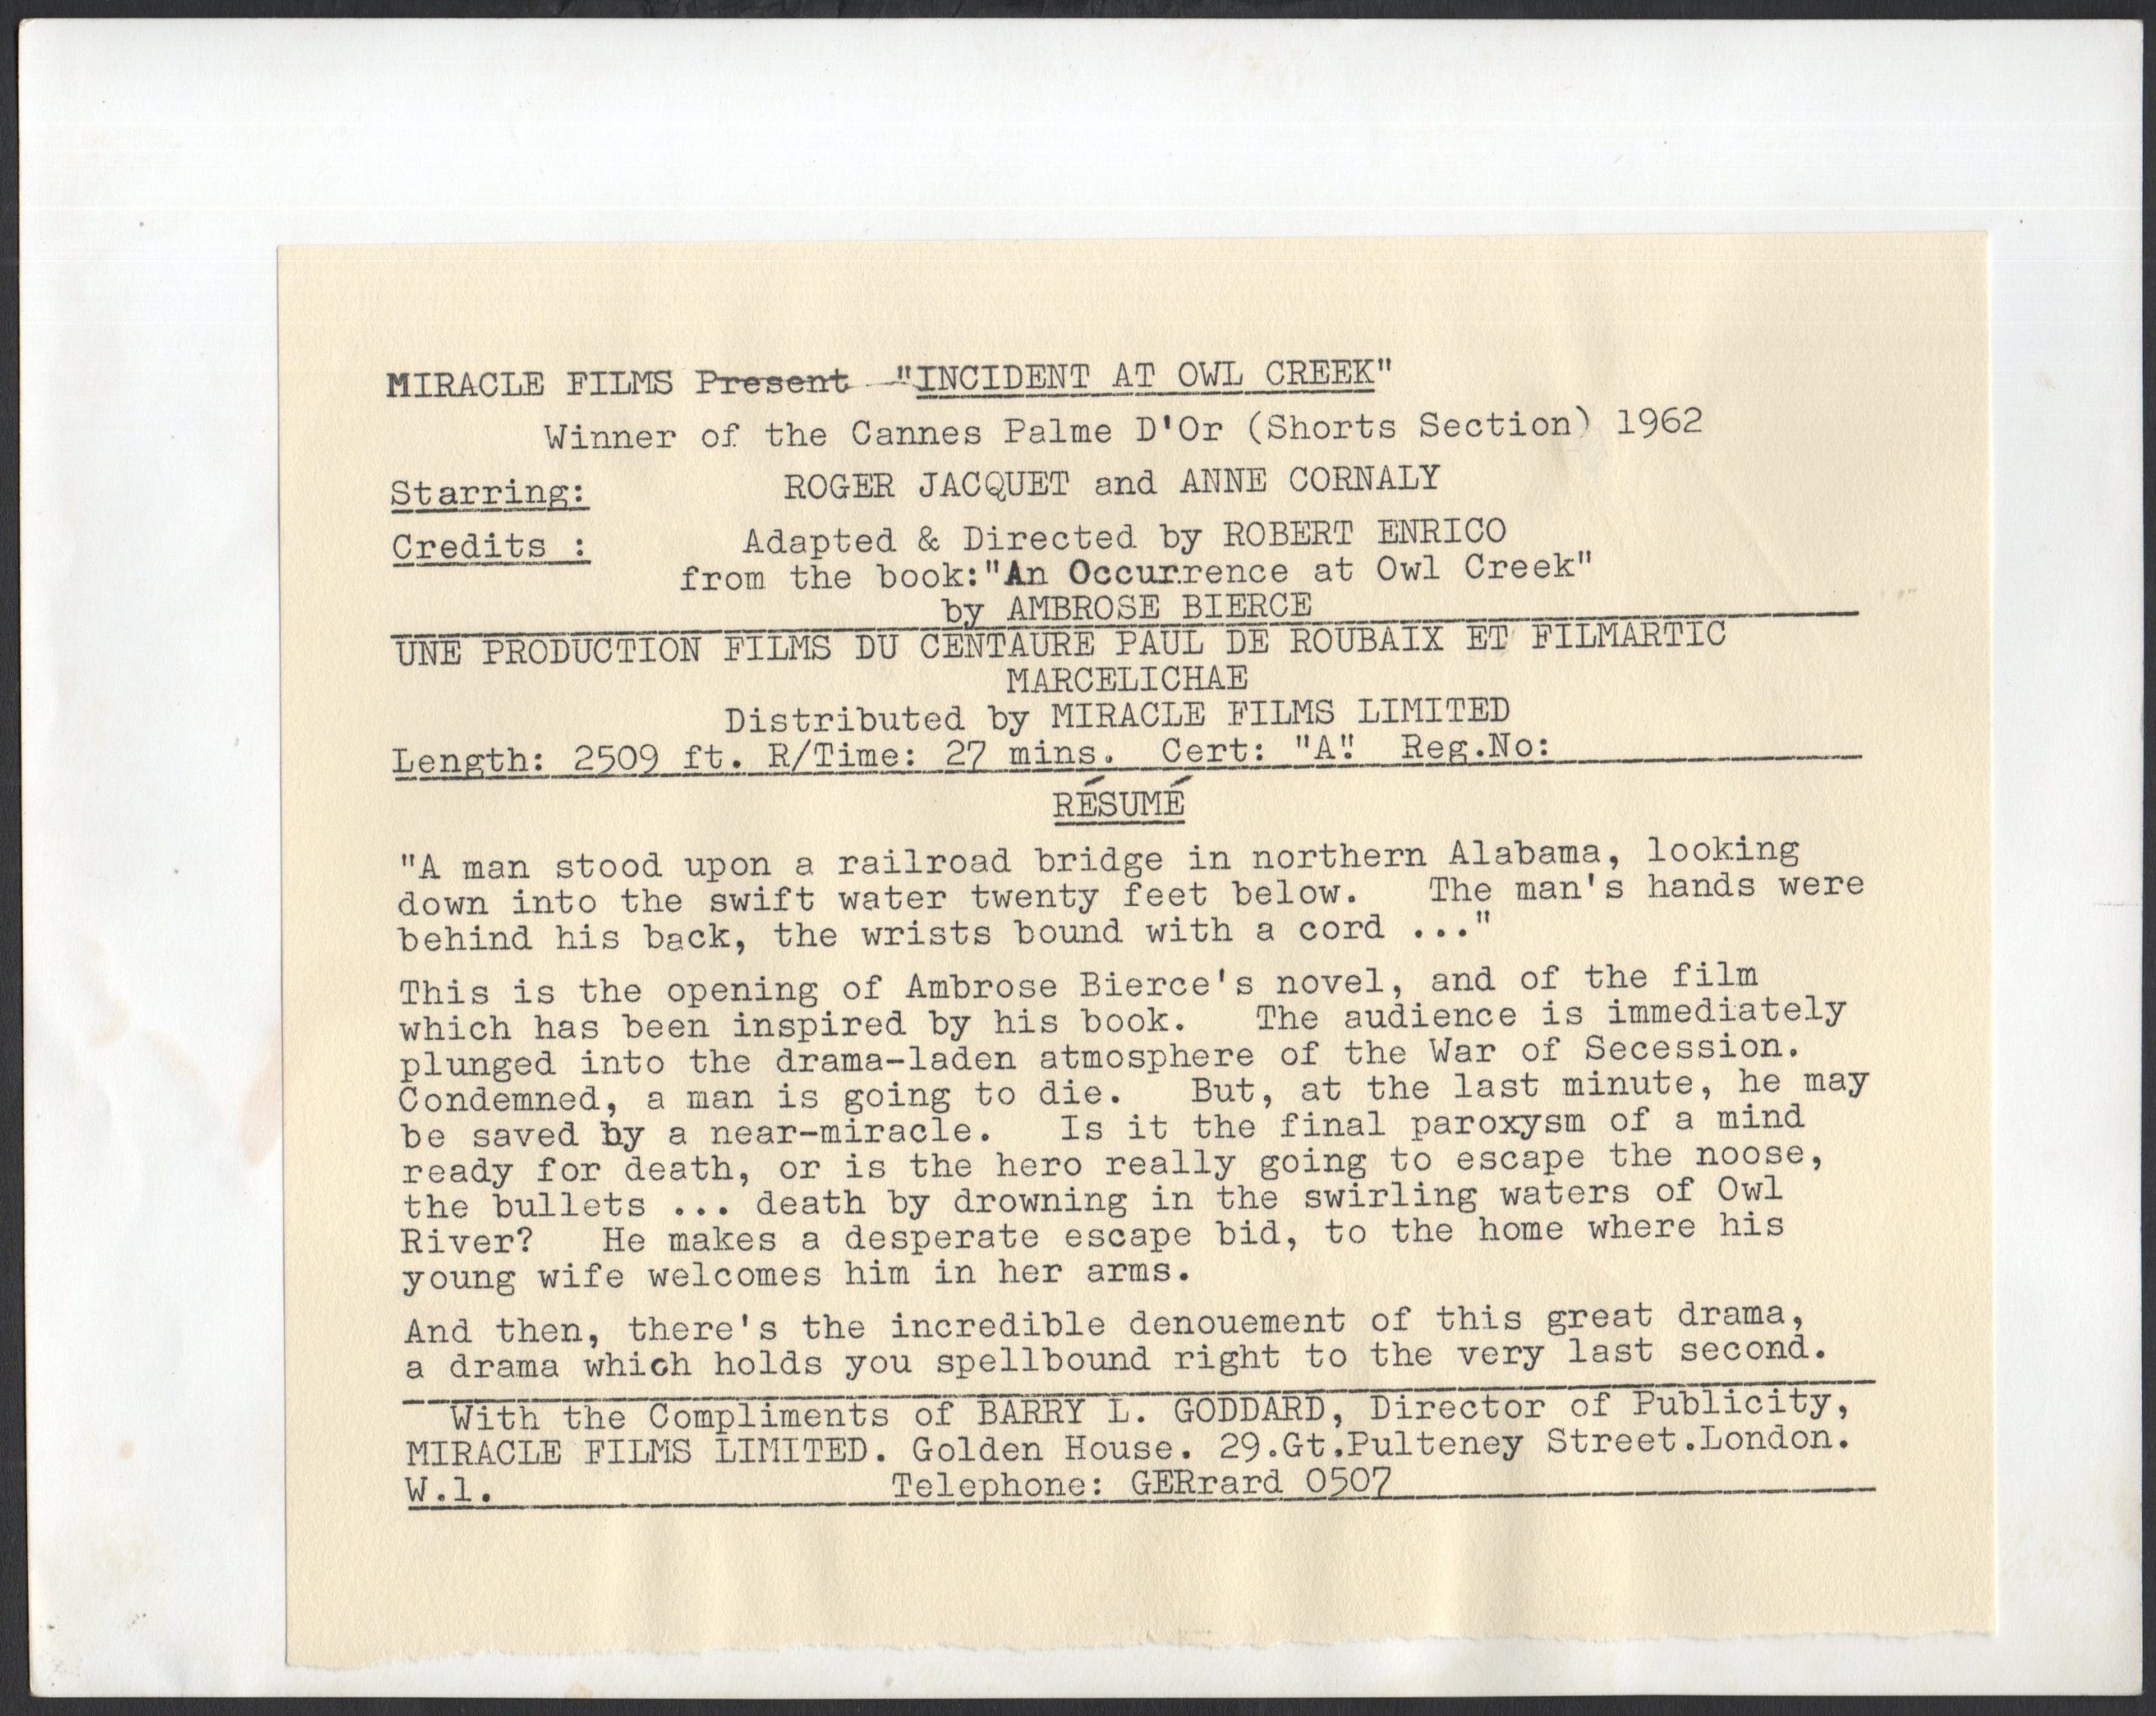 MIRACLE FILMS Present "INCIDENT AT OWL CREEK"
Winner of the Cannes Palme D'Or (Shorts Section) 1962
Starring: ROGER JACQUET and ANNE CORNALY
Credits : Adapted & Directed by ROBERT ENRICO
from the book:"An Occurrence at Owl Creek"
by AMBROSE BIERCE
UNE PRODUCTION FILMS DU CENTAURE PAUL DE ROUBAIX ET FILMARTIC
MARCELICHAE
Distributed by MIRACLE FILMS LIMITED
Length: 2509 ft. R/Time: 27 mins. Cert: "A". Reg.No:
RÉSUMÉ
"A man stood upon a railroad bridge in northern Alabama, looking
down into the swift water twenty feet below. The man's hands were
behind his back, the wrists bound with a cord ..."
This is the opening of Ambrose Bierce's novel, and of the film
which has been inspired by his book. The audience is immediately
plunged into the drama-laden atmosphere of the War of Secession.
Condemned, a man is going to die. But, at the last minute, he may
be saved by a near-miracle. Is it the final paroxysm of a mind
ready for death, or is the hero really going to escape the noose,
the bullets ... death by drowning in the swirling waters of Owl
River? He makes a desperate escape bid, to the home where his
young wife welcomes him in her arms.
And then, there's the incredible denouement of this great drama,
a drama which holds you spellbound right to the very last second.
With the Compliments of BARRY L. GODDARD, Director of Publicity,
MIRACLE FILMS LIMITED. Golden House. 29.Gt.Pulteney Street.London.
W.1. Telephone: GERrard 0507